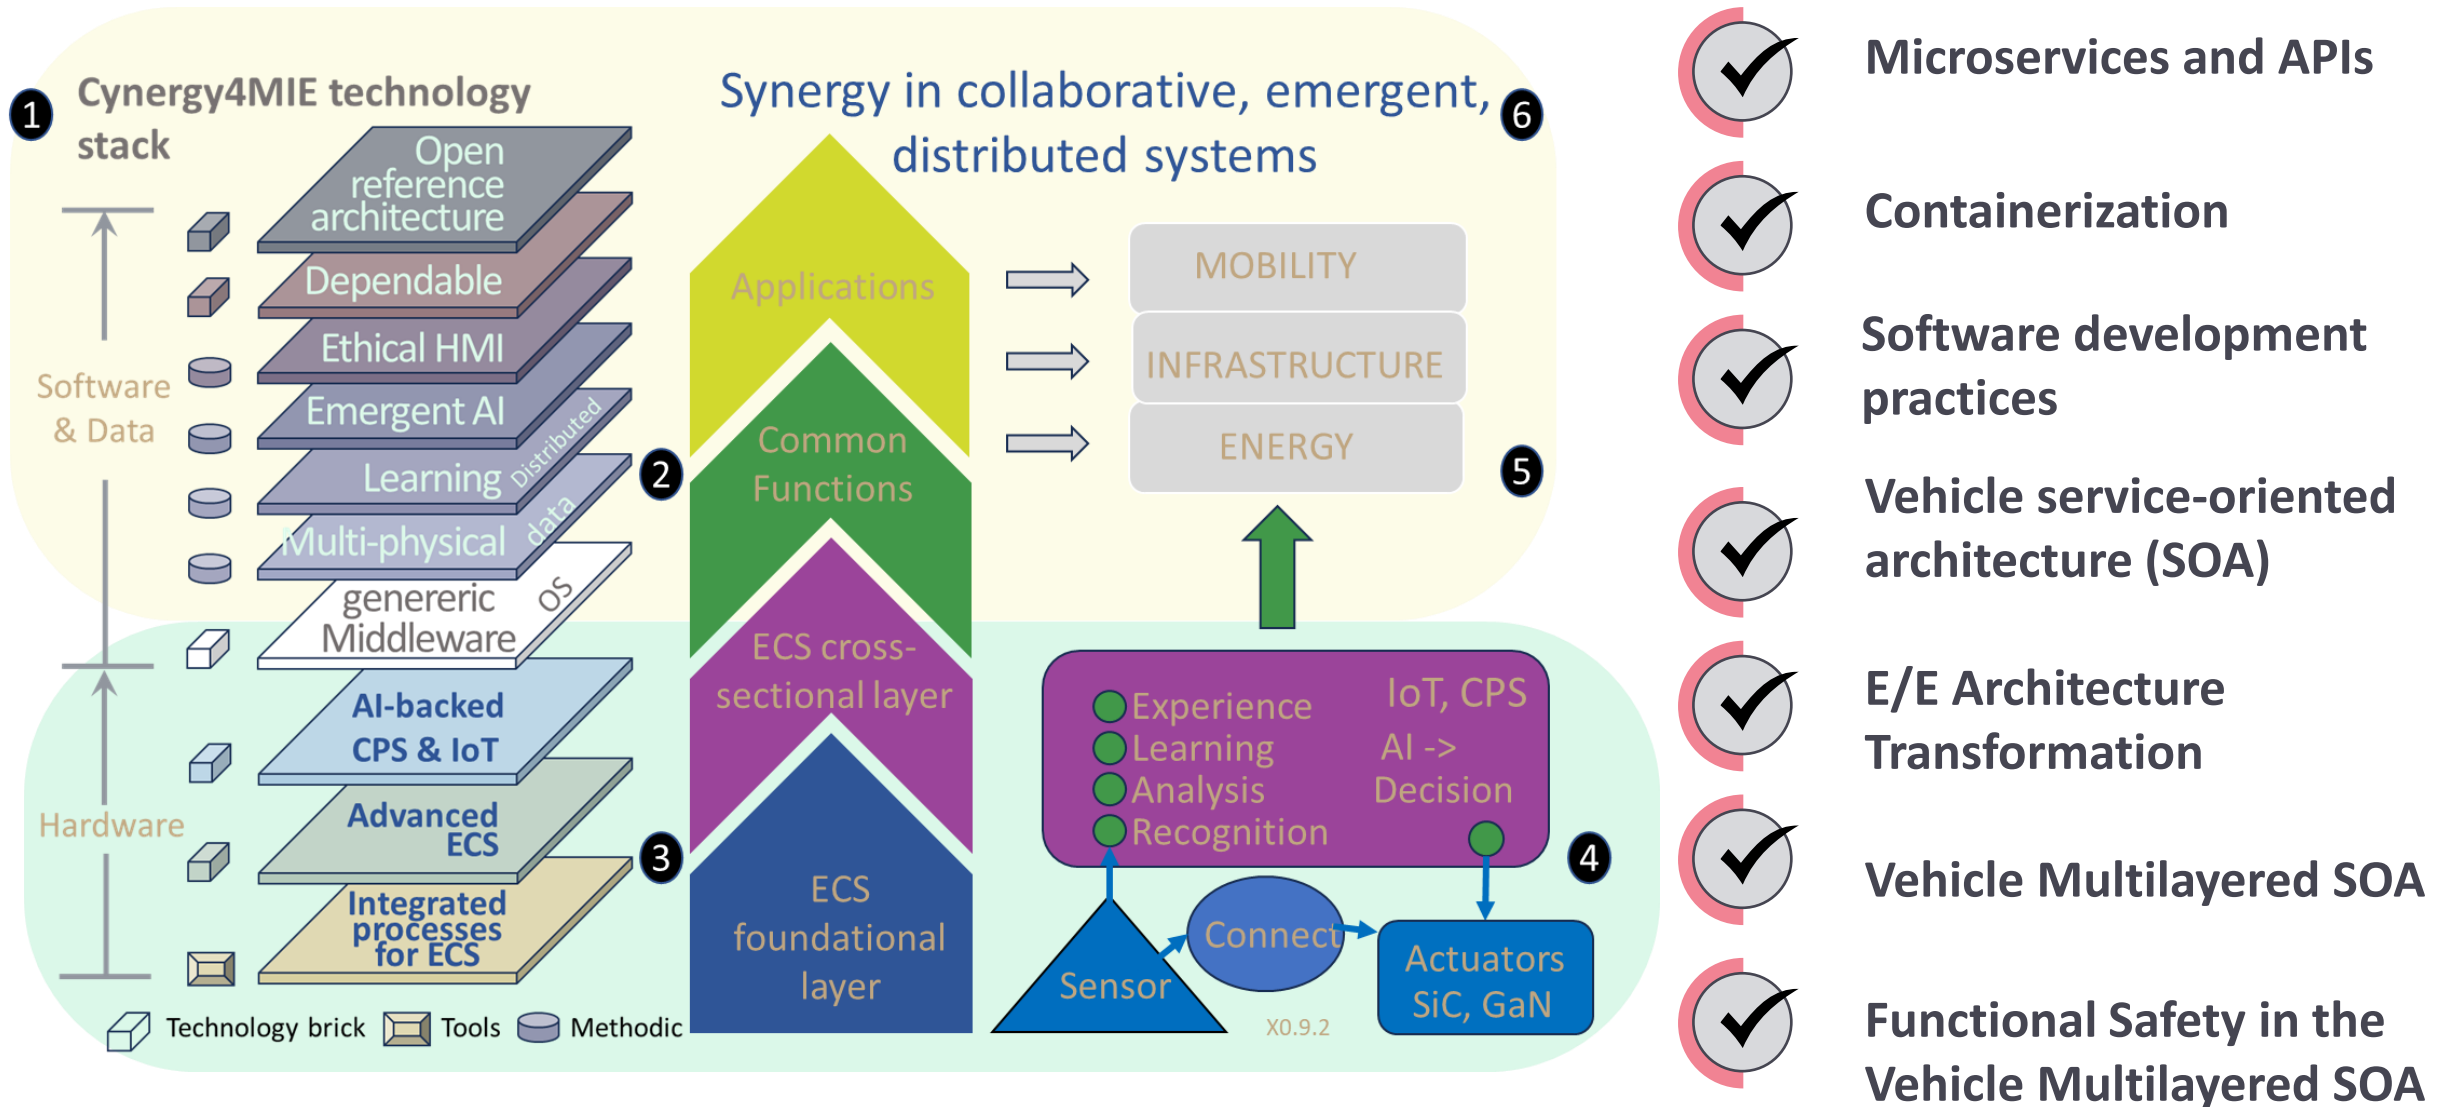 1
Cynergy4MIE technology
stack
Open
reference
architecture
Dependable
Ethical HMI
Emergent AI
Learning
Distributed
Multi-physical
data
genereric
Middleware
OS
AI-backed
CPS & IoT
Advanced
ECS
Integrated
processes
for ECS
Software
& Data
Hardware
Technology brick
Tools
Methodic
2
3
Applications
Common
Functions
ECS cross-
sectional layer
ECS
foundational
layer
Synergy in collaborative, emergent,
distributed systems
6
MOBILITY
INFRASTRUCTURE
ENERGY
5
Experience
Learning
Analysis
Recognition
IoT, CPS
AI ->
Decision
4
Sensor
Connect
Actuators
SiC, GaN
X0.9.2
Microservices and APIs
Containerization
Software development
practices
Vehicle service-oriented
architecture (SOA)
E/E Architecture
Transformation
Vehicle Multilayered SOA
Functional Safety in the
Vehicle Multilayered SOA